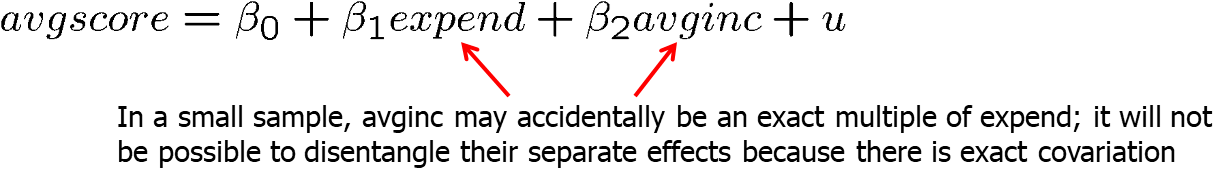 avgscore = β₀ + β₁expend + β₂avginc + u
In a small sample, avginc may accidentally be an exact multiple of expend; it will not
be possible to disentangle their separate effects because there is exact covariation